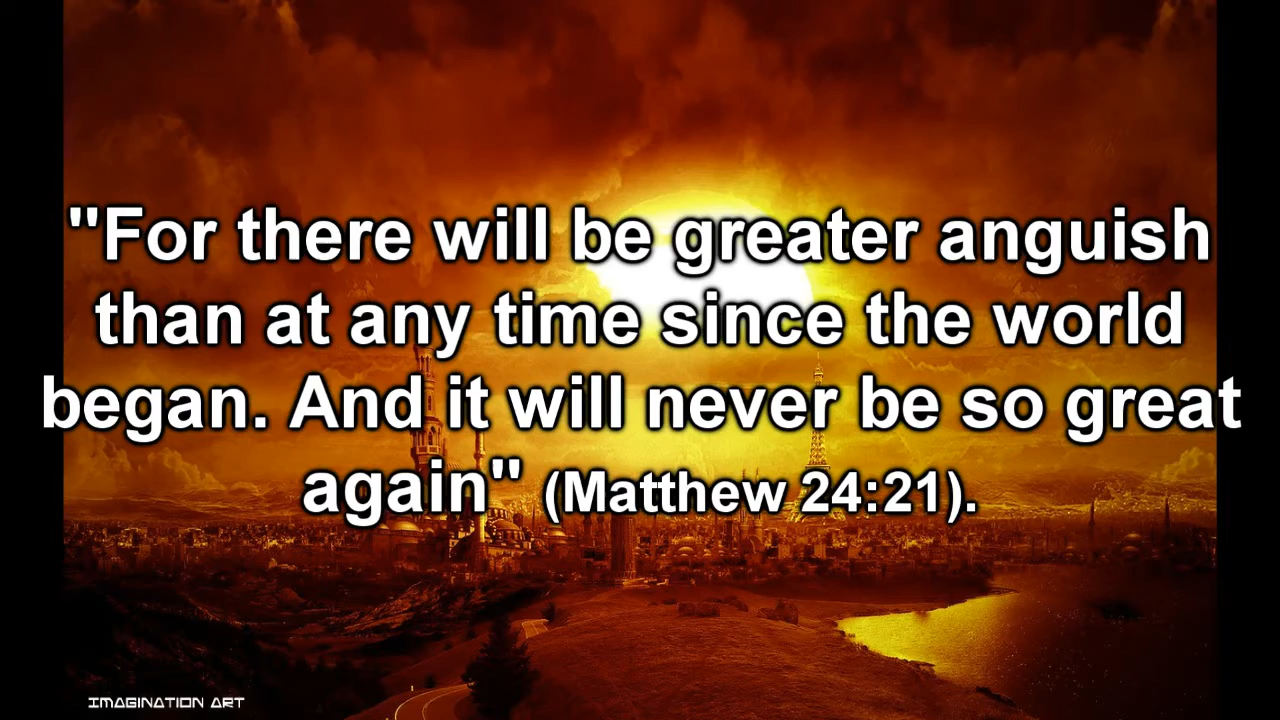 "For there will be greater anguish
than at any time since the world
began. And it will never be so great
again" (Matthew 24:21).
IMAGINATION ART